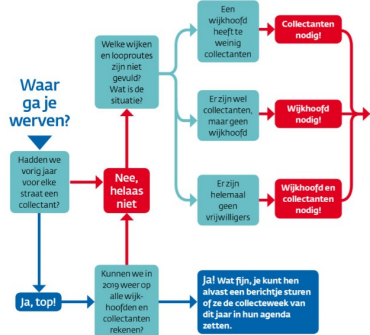 Waar
ga je
werven?
Hadden we
vorig jaar
voor elke
straat een
collectant?
Ja, top!
Nee,
helaas
niet
Kunnen we in
2019 weer op
alle wijk-
hoofden en
collectanten
rekenen?
Ja! Wat fijn, je kunt hen
alvast een berichtje sturen
of ze de collecteweek van
dit jaar in hun agenda
zetten.
Welke wijken
en looproutes
zijn niet
gevuld?
Wat is de
situatie?
Een
wijkhoofd
heeft te
weinig
collectanten
Collectanten
nodig!
Er zijn wel
collectanten,
maar geen
wijkhoofd
Wijkhoofd
nodig!
Er zijn
helemaal
geen
vrijwilligers
Wijkhoofd en
collectanten
nodig!